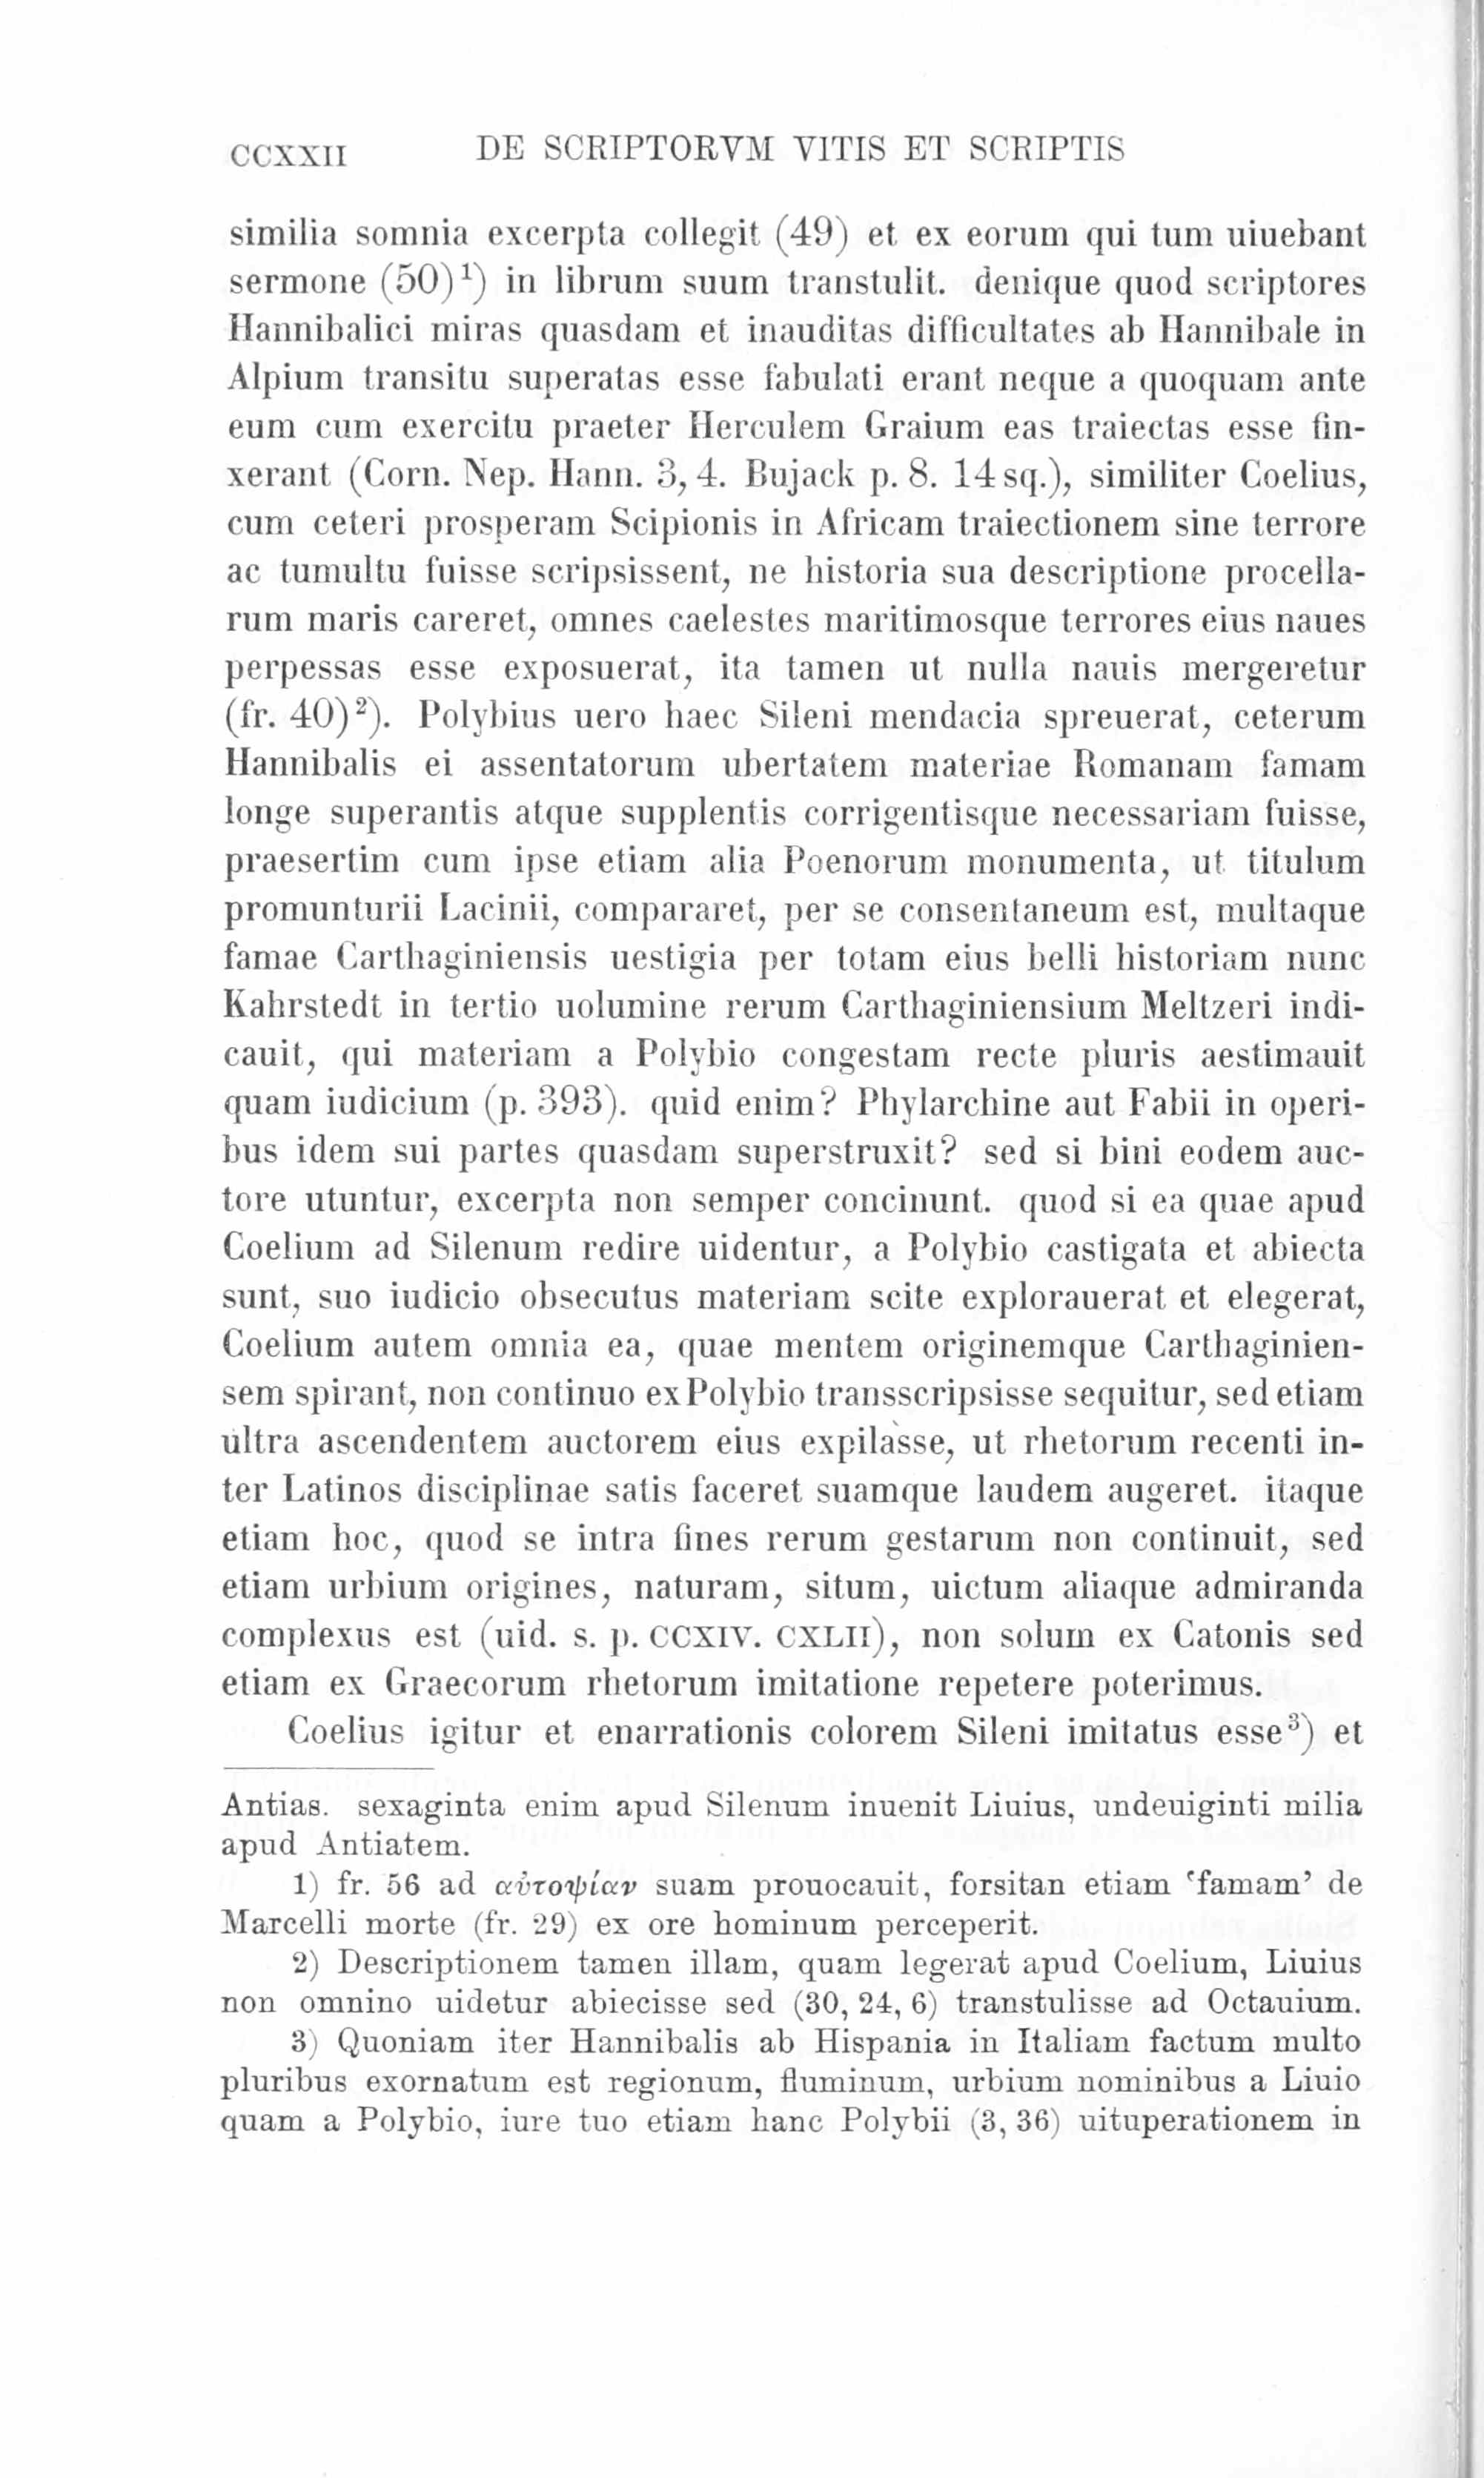 CCXXII DE SCRIPTORVM VITIS ET SCRIPTIS
similia somnia excerpta collegit (49) et ex eorum qui tum uiuebant
sermone (50)¹) in librum suum transtulit. denique quod scriptores
Hannibalici miras quasdam et inauditas difficultates ab Hannibale in
Alpium transitu superatas esse fabulati erant neque a quoquam ante
eum cum exercitu praeter Herculem Graium eas traiectas esse fin-
xerant (Corn. Nep. Hann. 3, 4. Bujack p. 8. 14 sq.), similiter Coelius,
cum ceteri prosperam Scipionis in Africam traiectionem sine terrore
ac tumultu fuisse scripsissent, ne historia sua descriptione procella-
rum maris careret, omnes caelestes maritimosque terrores eius naues
perpessas esse exposuerat, ita tamen ut nulla nauis mergeretur
(fr. 40)²). Polybius uero haec Sileni mendacia spreuerat, ceterum
Hannibalis ei assentatorum ubertatem materiae Romanam famam
longe superantis atque supplentis corrigentisque necessariam fuisse,
praesertim cum ipse etiam alia Poenorum monumenta, ut titulum
promunturii Lacinii, compararet, per se consentaneum est, multaque
famae Carthaginiensis uestigia per totam eius belli historiam nunc
Kahrstedt in tertio uolumine rerum Carthaginiensium Meltzeri indi-
cauit, qui materiam a Polybio congestam recte pluris aestimauit
quam iudicium (p. 393). quid enim? Phylarchine aut Fabii in operi-
bus idem sui partes quasdam superstruxit? sed si bini eodem auc-
tore utuntur, excerpta non semper concinunt. quod si ea quae apud
Coelium ad Silenum redire uidentur, a Polybio castigata et abiecta
sunt, suo iudicio obsecutus materiam scite explorauerat et elegerat,
Coelium autem omnia ea, quae mentem originemque Carthaginien-
sem spirant, non continuo ex Polybio transscripsisse sequitur, sed etiam
ultra ascendentem auctorem eius expilasse, ut rhetorum recenti in-
ter Latinos disciplinae satis faceret suamque laudem augeret. itaque
etiam hoc, quod se intra fines rerum gestarum non continuit, sed
etiam urbium origines, naturam, situm, uictum aliaque admiranda
complexus est (uid. s. p. CCXIV. CXLII), non solum ex Catonis sed
etiam ex Graecorum rhetorum imitatione repetere poterimus.
Coelius igitur et enarrationis colorem Sileni imitatus esse³) et
Antias. sexaginta enim apud Silenum inuenit Liuius, undeuiginti milia
apud Antiatem.
1) fr. 56 ad αὐτοψίαν suam prouocauit, forsitan etiam ‘famam’ de
Marcelli morte (fr. 29) ex ore hominum perceperit.
2) Descriptionem tamen illam, quam legerat apud Coelium, Liuius
non omnino uidetur abiecisse sed (30, 24, 6) transtulisse ad Octauium.
3) Quoniam iter Hannibalis ab Hispania in Italiam factum multo
pluribus exornatum est regionum, fluminum, urbium nominibus a Liuio
quam a Polybio, iure tuo etiam hanc Polybii (3, 36) uituperationem in